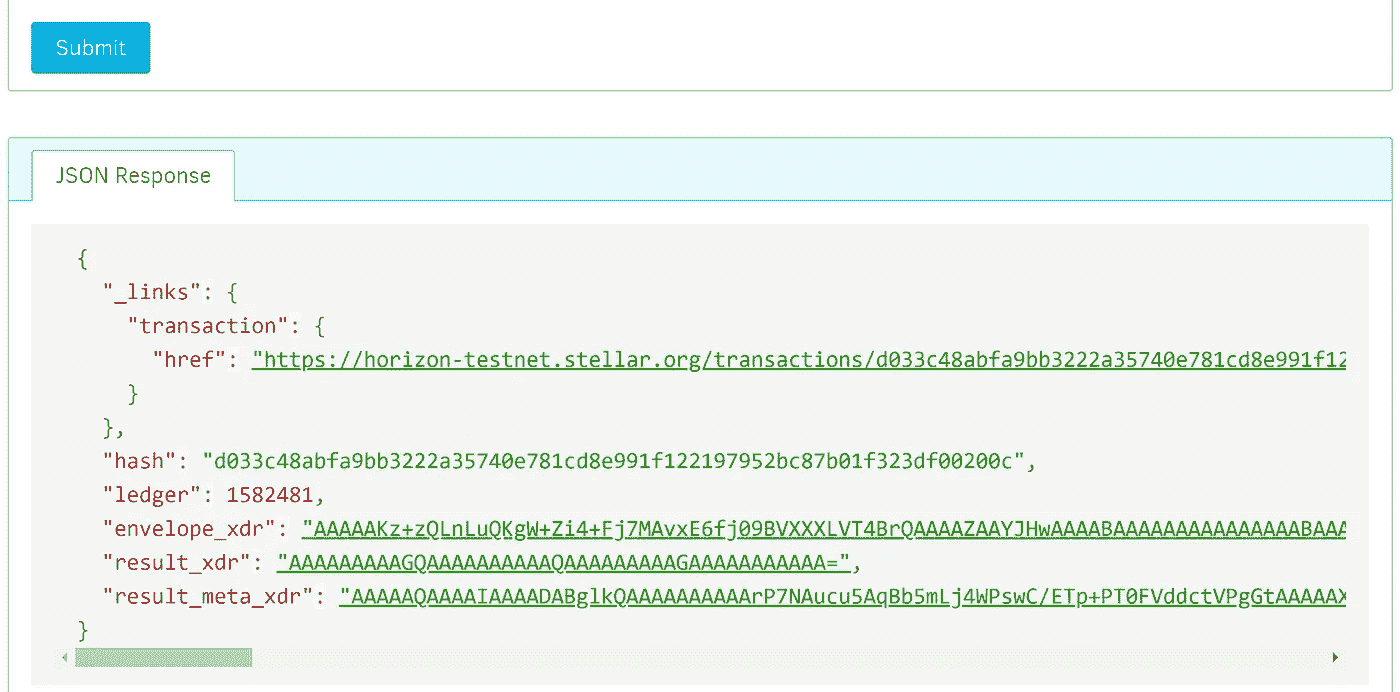 Submit
JSON Response
{
"_links": {
"transaction": {
"href": "https://horizon-testnet.stellar.org/transactions/d033c48abfa9bb3222a35740e781cd8e991f12
}
},
"hash": "d033c48abfa9bb3222a35740e781cd8e991f122197952bc87b01f323df00200c",
"ledger": 1582481,
"envelope_xdr": "AAAAAKz+zQLnLuQKgW+Zi4+Fj7MAvxE6fj09BVXXXLVT4BrQAAAAZAAYJHwAAAABAAAAAAAAAAAAAAABAAA
"result_xdr": "AAAAAAAAAGQAAAAAAAAAAQAAAAAAAAAGAAAAAAAAAAA=",
"result_meta_xdr": "AAAAAQAAAAIAAAADABglkQAAAAAAAAAArP7NAucu5AqBb5mLj4WPswC/ETp+PT0FVddctVPgGtAAAAAX
}